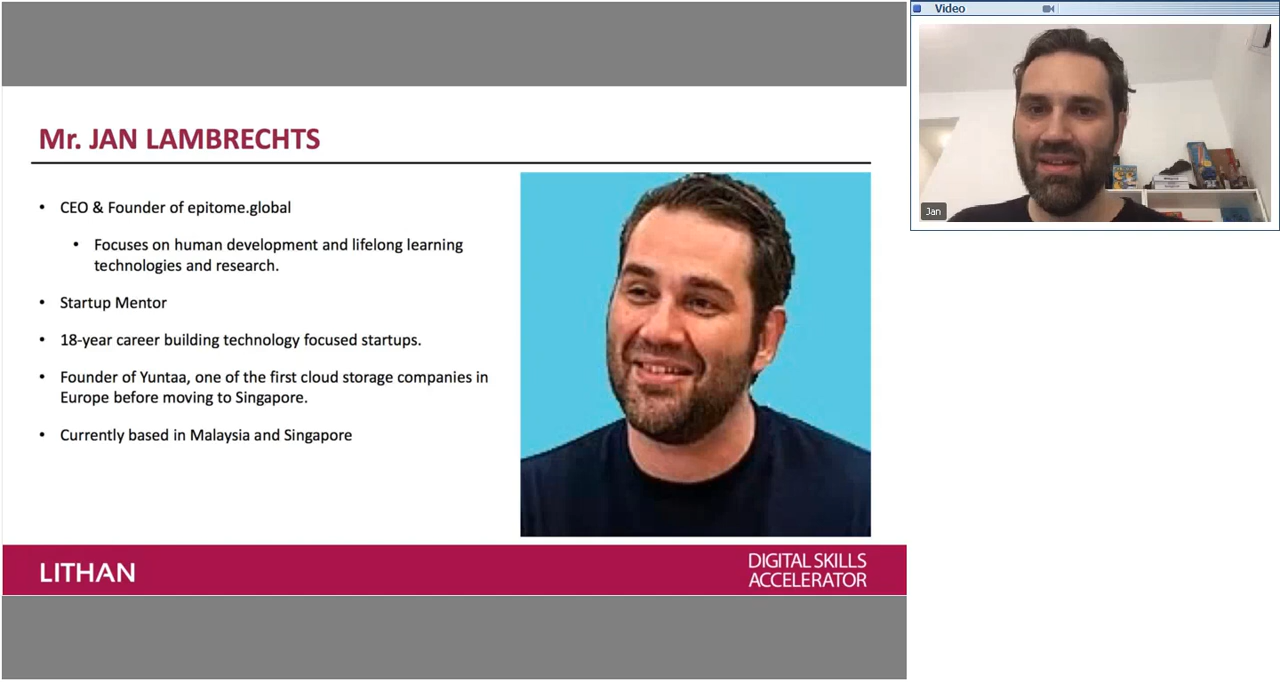 Mr. JAN LAMBRECHTS
• CEO & Founder of epitome.global
• Focuses on human development and lifelong learning
technologies and research.
• Startup Mentor
• 18-year career building technology focused startups.
• Founder of Yuntaa, one of the first cloud storage companies in
Europe before moving to Singapore.
• Currently based in Malaysia and Singapore
LITHAN
DIGITAL SKILLS
ACCELERATOR
Video
Jan